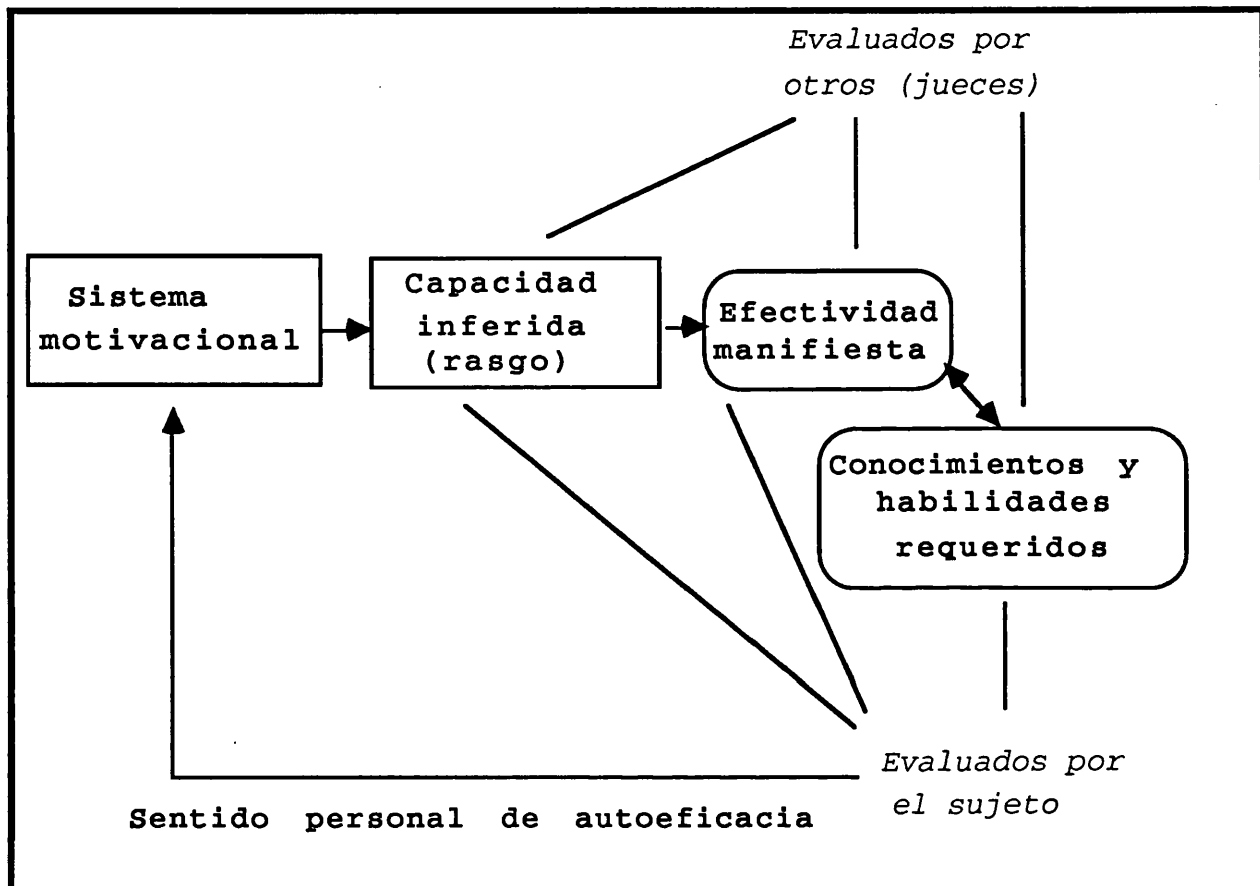 Evaluados por
otros (jueces)
Sistema
motivacional
Capacidad
inferida
(rasgo)
Efectividad
manifiesta
Conocimientos y
habilidades
requeridos
Evaluados por
el sujeto
Sentido personal de autoeficacia